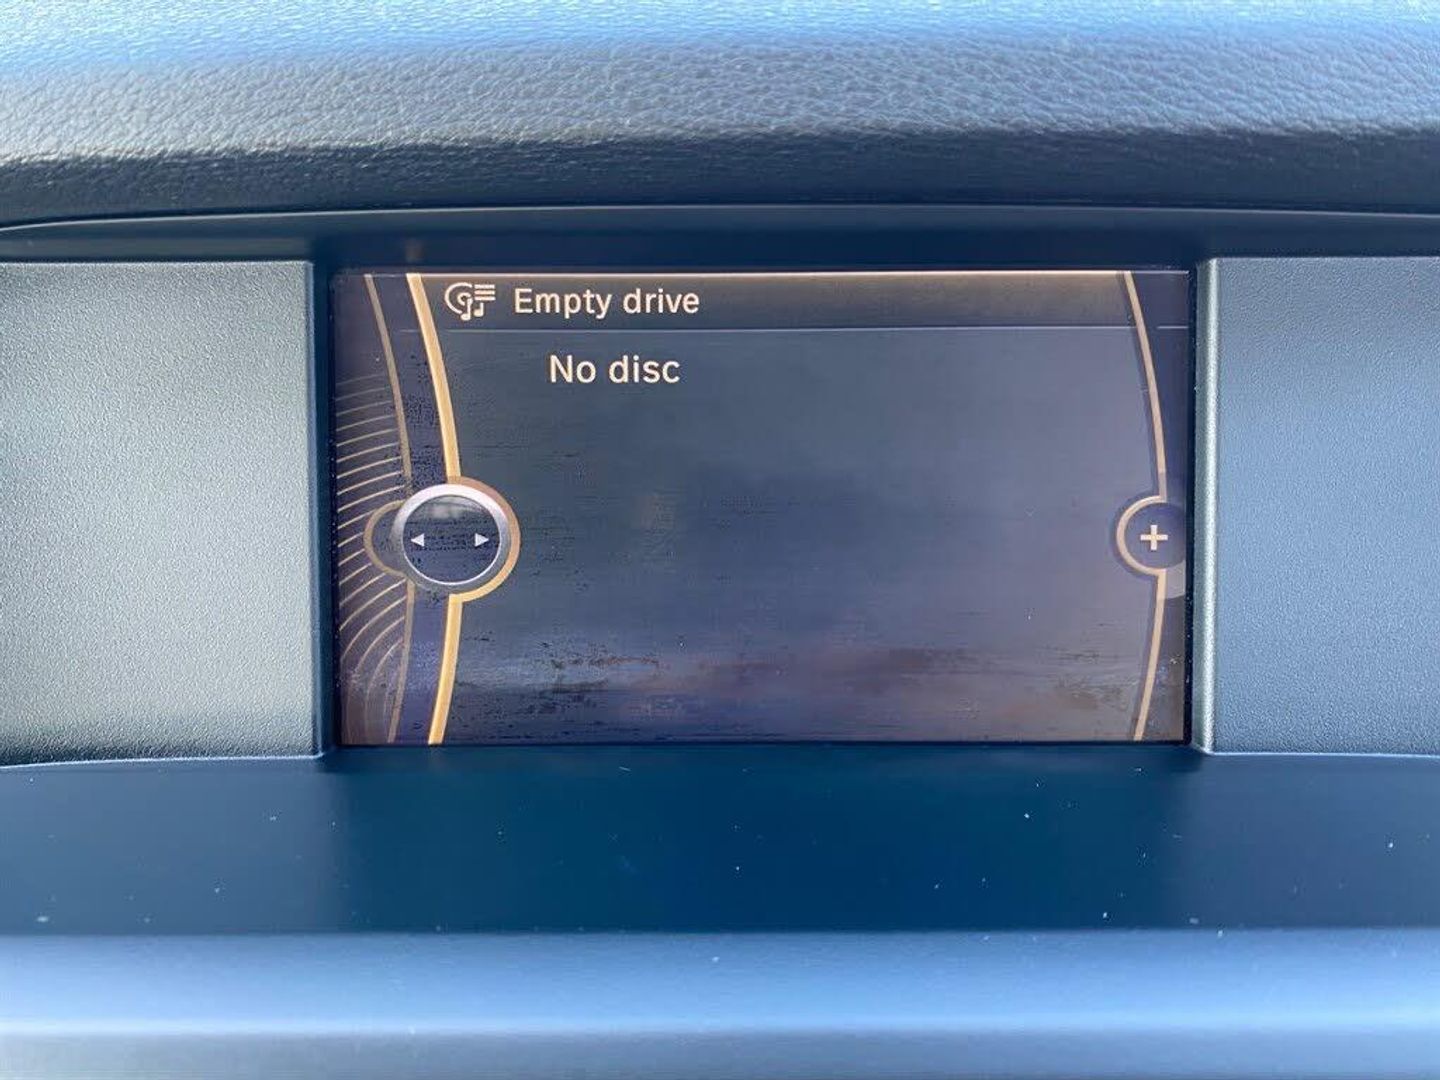 Empty drive
No disc